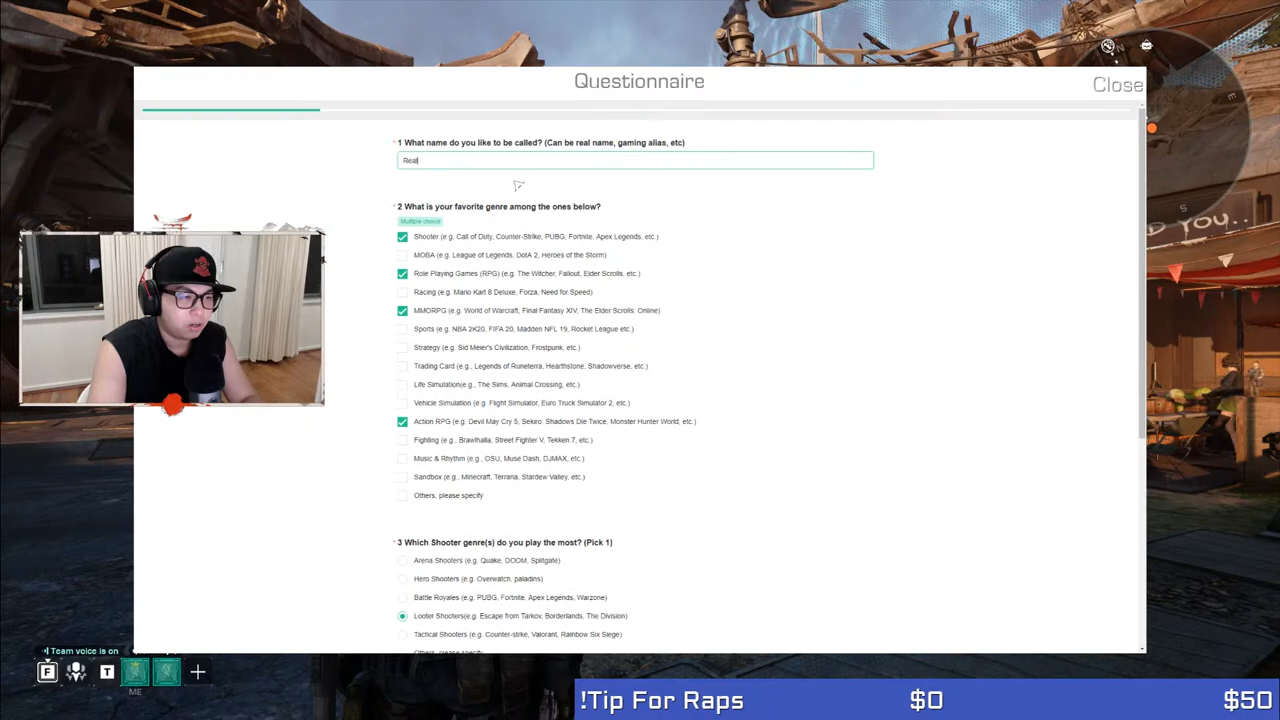 Questionnaire
Close
* 1 What name do you like to be called? (Can be real name, gaming alias, etc)
Real
* 2 What is your favorite genre among the ones below?
Multiple choice
Shooter (e.g. Call of Duty, Counter-Strike, PUBG, Fortnite, Apex Legends, etc.)
MOBA (e.g. League of Legends, DotA 2, Heroes of the Storm)
Role Playing Games (RPG) (e.g. The Witcher, Fallout, Elder Scrolls, etc.)
Racing (e.g. Mario Kart 8 Deluxe, Forza, Need for Speed)
MMORPG (e.g. World of Warcraft, Final Fantasy XIV, The Elder Scrolls: Online)
Sports (e.g. NBA 2K20, FIFA 20, Madden NFL 19, Rocket League etc.)
Strategy (e.g. Sid Meier's Civilization, Frostpunk, etc.)
Trading Card (e.g., Legends of Runeterra, Hearthstone, Shadowverse, etc.)
Life Simulation(e.g., The Sims, Animal Crossing, etc.)
Vehicle Simulation (e.g. Flight Simulator, Euro Truck Simulator 2, etc.)
Action RPG (e.g. Devil May Cry 5, Sekiro: Shadows Die Twice, Monster Hunter World, etc.)
Fighting (e.g., Brawlhalla, Street Fighter V, Tekken 7, etc.)
Music & Rhythm (e.g., OSU, Muse Dash, DJMAX, etc.)
Sandbox (e.g., Minecraft, Terraria, Stardew Valley, etc.)
Others, please specify
* 3 Which Shooter genre(s) do you play the most? (Pick 1)
Arena Shooters (e.g. Quake, DOOM, Splitgate)
Hero Shooters (e.g. Overwatch, paladins)
Battle Royales (e.g. PUBG, Fortnite, Apex Legends, Warzone)
Looter Shooters(e.g. Escape from Tarkov, Borderlands, The Division)
Tactical Shooters (e.g. Counter-strke, Valorant, Rainbow Six Siege)
Others, please specify
N
E
S
D YOU..
Team voice is on
F
T
ME
!Tip For Raps $0 $50